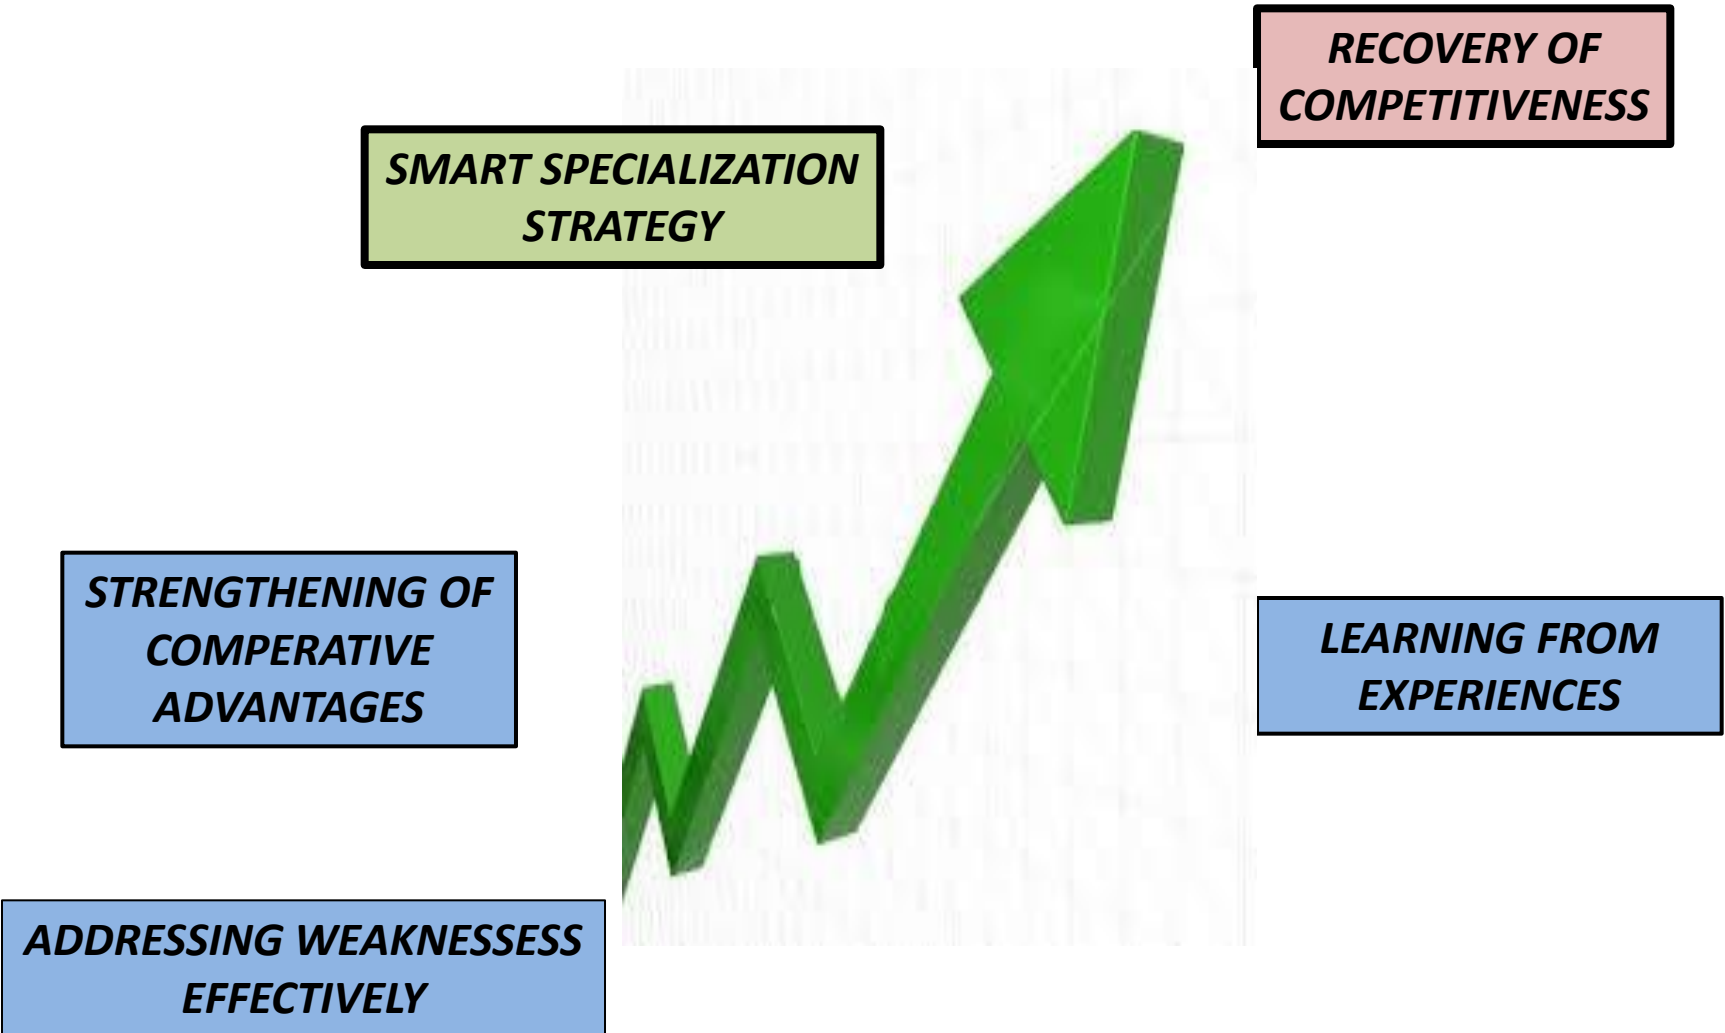 RECOVERY OF
COMPETITIVENESS
SMART SPECIALIZATION
STRATEGY
STRENGTHENING OF
COMPERATIVE
ADVANTAGES
LEARNING FROM
EXPERIENCES
ADDRESSING WEAKNESSESS
EFFECTIVELY